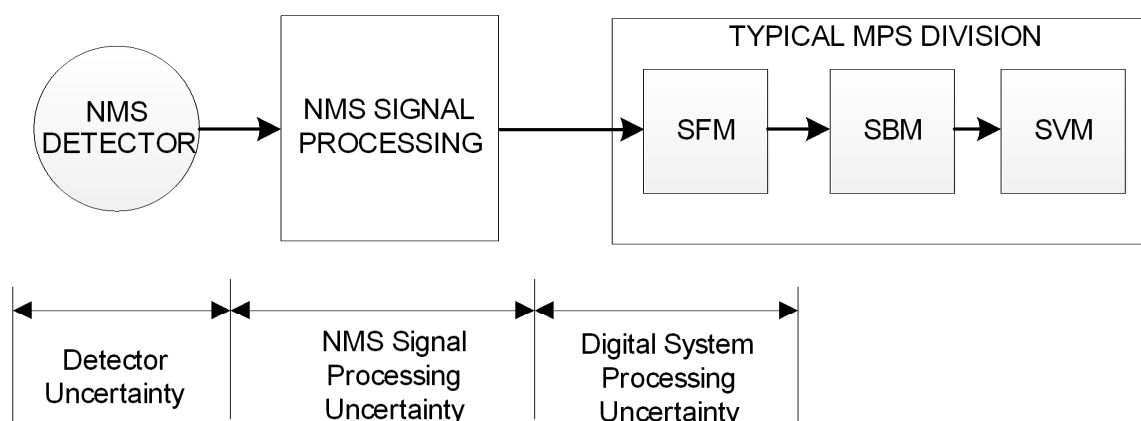 TYPICAL MPS DIVISION
NMS
DETECTOR
NMS SIGNAL
PROCESSING
SFM
SBM
SVM
Detector
Uncertainty
NMS Signal
Processing
Uncertainty
Digital System
Processing
Uncertainty